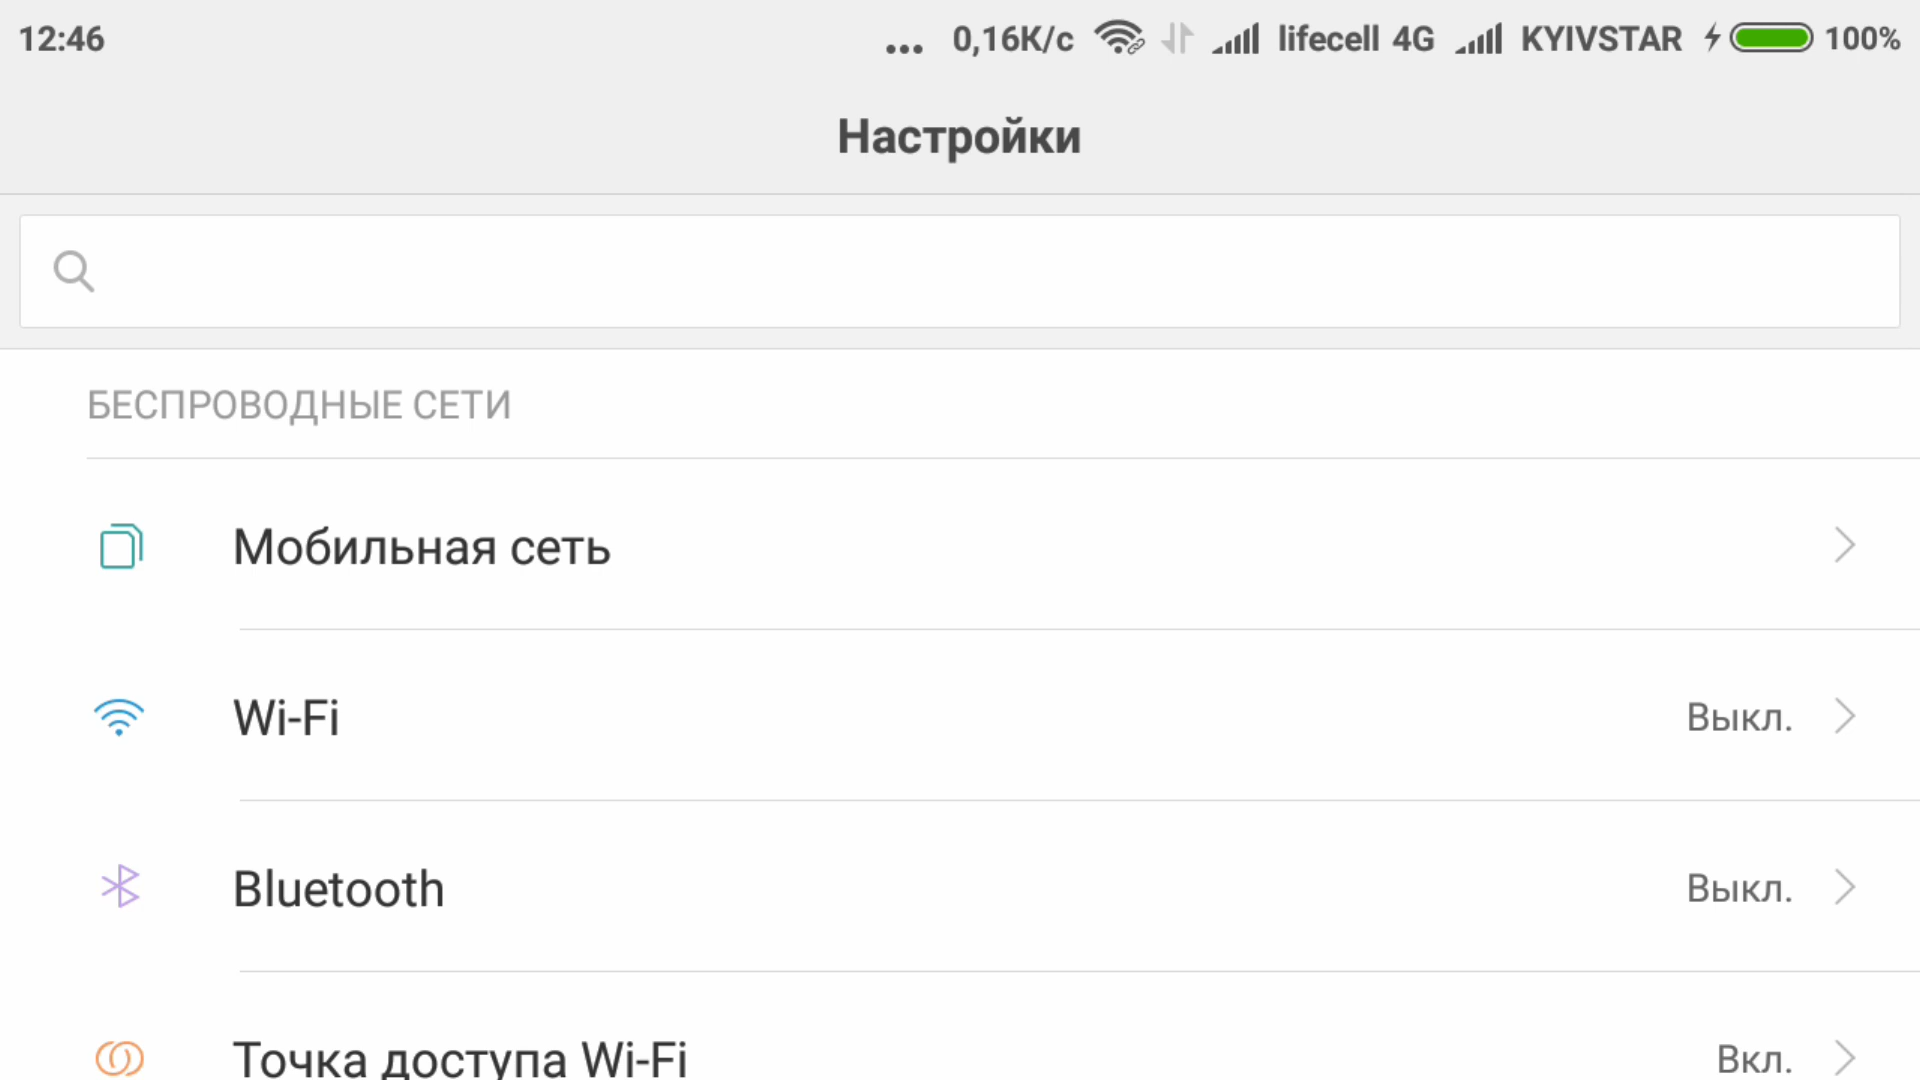 12:46 ... 0,16К/с lifecell 4G KYIVSTAR 100%
Настройки
БЕСПРОВОДНЫЕ СЕТИ
Мобильная сеть
Wi-Fi Выкл.
Bluetooth Выкл.
Точка доступа Wi-Fi Вкл.